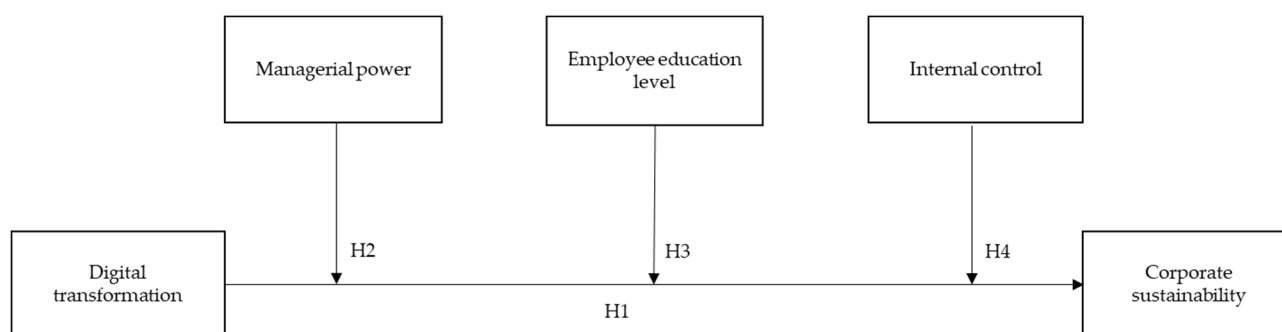 Managerial power
Employee education
level
Internal control
H2
H3
H4
Digital
transformation
Corporate
sustainability
H1